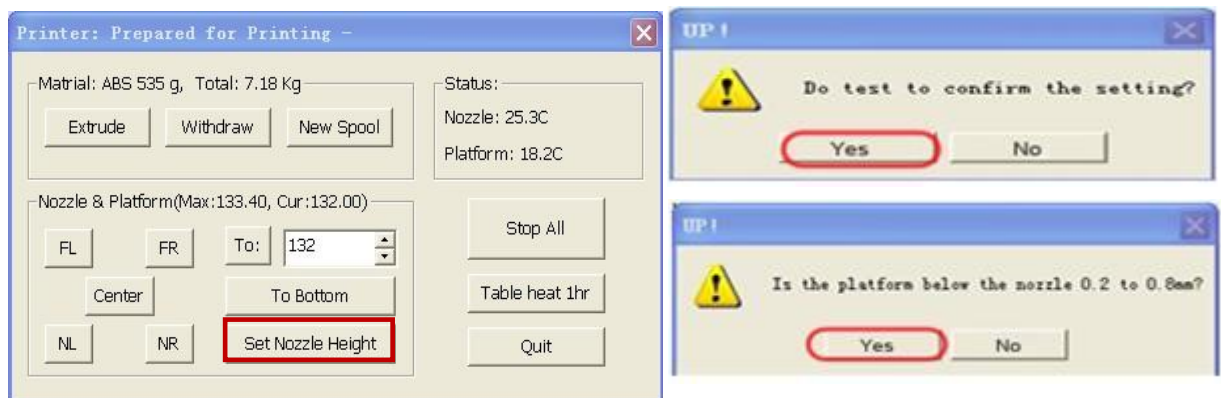 Printer: Prepared for Printing -
Matrial: ABS 535 g, Total: 7.18 Kg
Extrude Withdraw New Spool
Status:
Nozzle: 25.3C
Platform: 18.2C
Nozzle & Platform(Max:133.40, Cur:132.00)
FL FR To: 132
Center To Bottom
NL NR Set Nozzle Height
Stop All
Table heat 1hr
Quit
UP!
Do test to confirm the setting?
Yes No
UP!
Is the platform below the nozzle 0.2 to 0.8mm?
Yes No